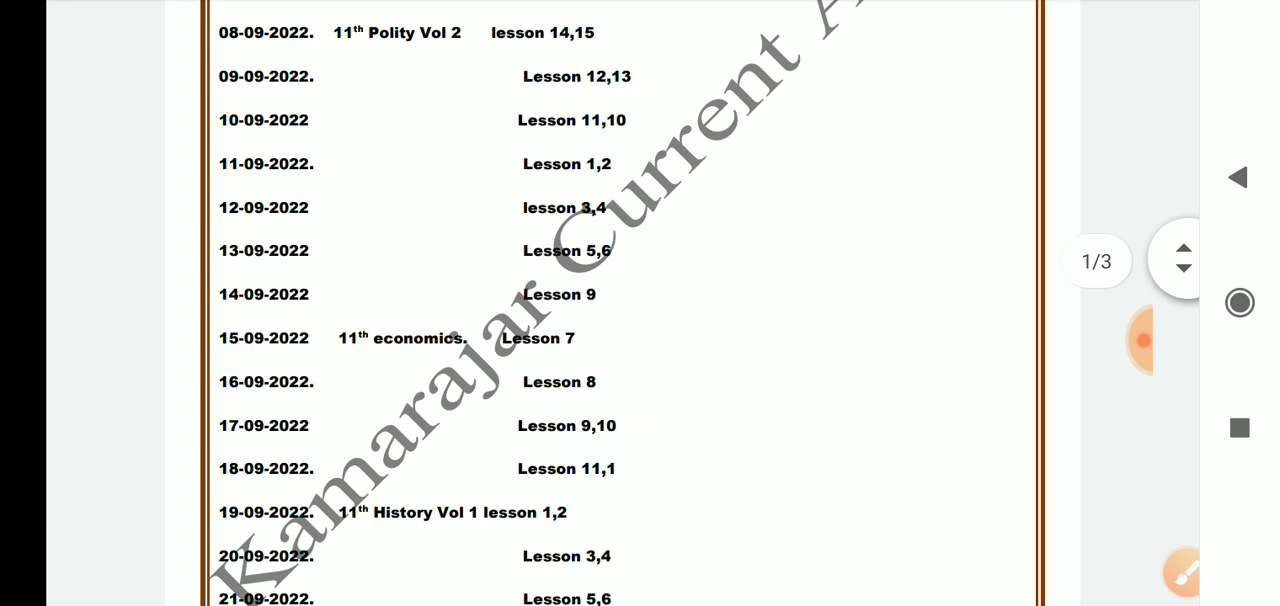 08-09-2022. 11th Polity Vol 2 lesson 14,15
09-09-2022. Lesson 12,13
10-09-2022 Lesson 11,10
11-09-2022. Lesson 1,2
12-09-2022 lesson 3,4
13-09-2022 Lesson 5,6
14-09-2022 Lesson 9
15-09-2022 11th economics. Lesson 7
16-09-2022. Lesson 8
17-09-2022 Lesson 9,10
18-09-2022. Lesson 11,1
19-09-2022. 11th History Vol 1 lesson 1,2
20-09-2022. Lesson 3,4
21-09-2022. Lesson 5,6
Kamarajar Current A
1/3